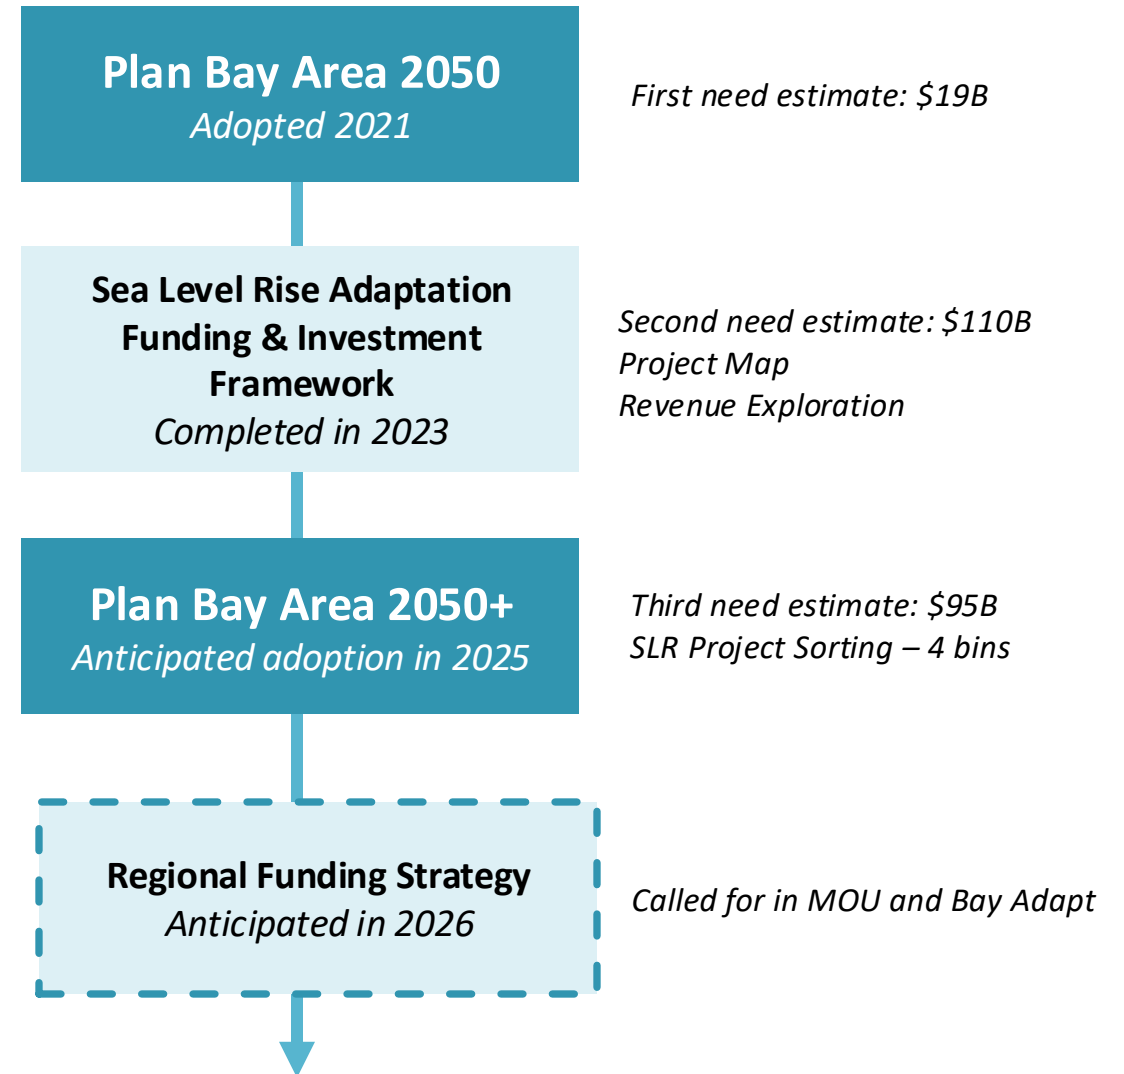 Plan Bay Area 2050
Adopted 2021
First need estimate: $19B
Sea Level Rise Adaptation
Funding & Investment
Framework
Completed in 2023
Second need estimate: $110B
Project Map
Revenue Exploration
Plan Bay Area 2050+
Anticipated adoption in 2025
Third need estimate: $95B
SLR Project Sorting – 4 bins
Regional Funding Strategy
Anticipated in 2026
Called for in MOU and Bay Adapt